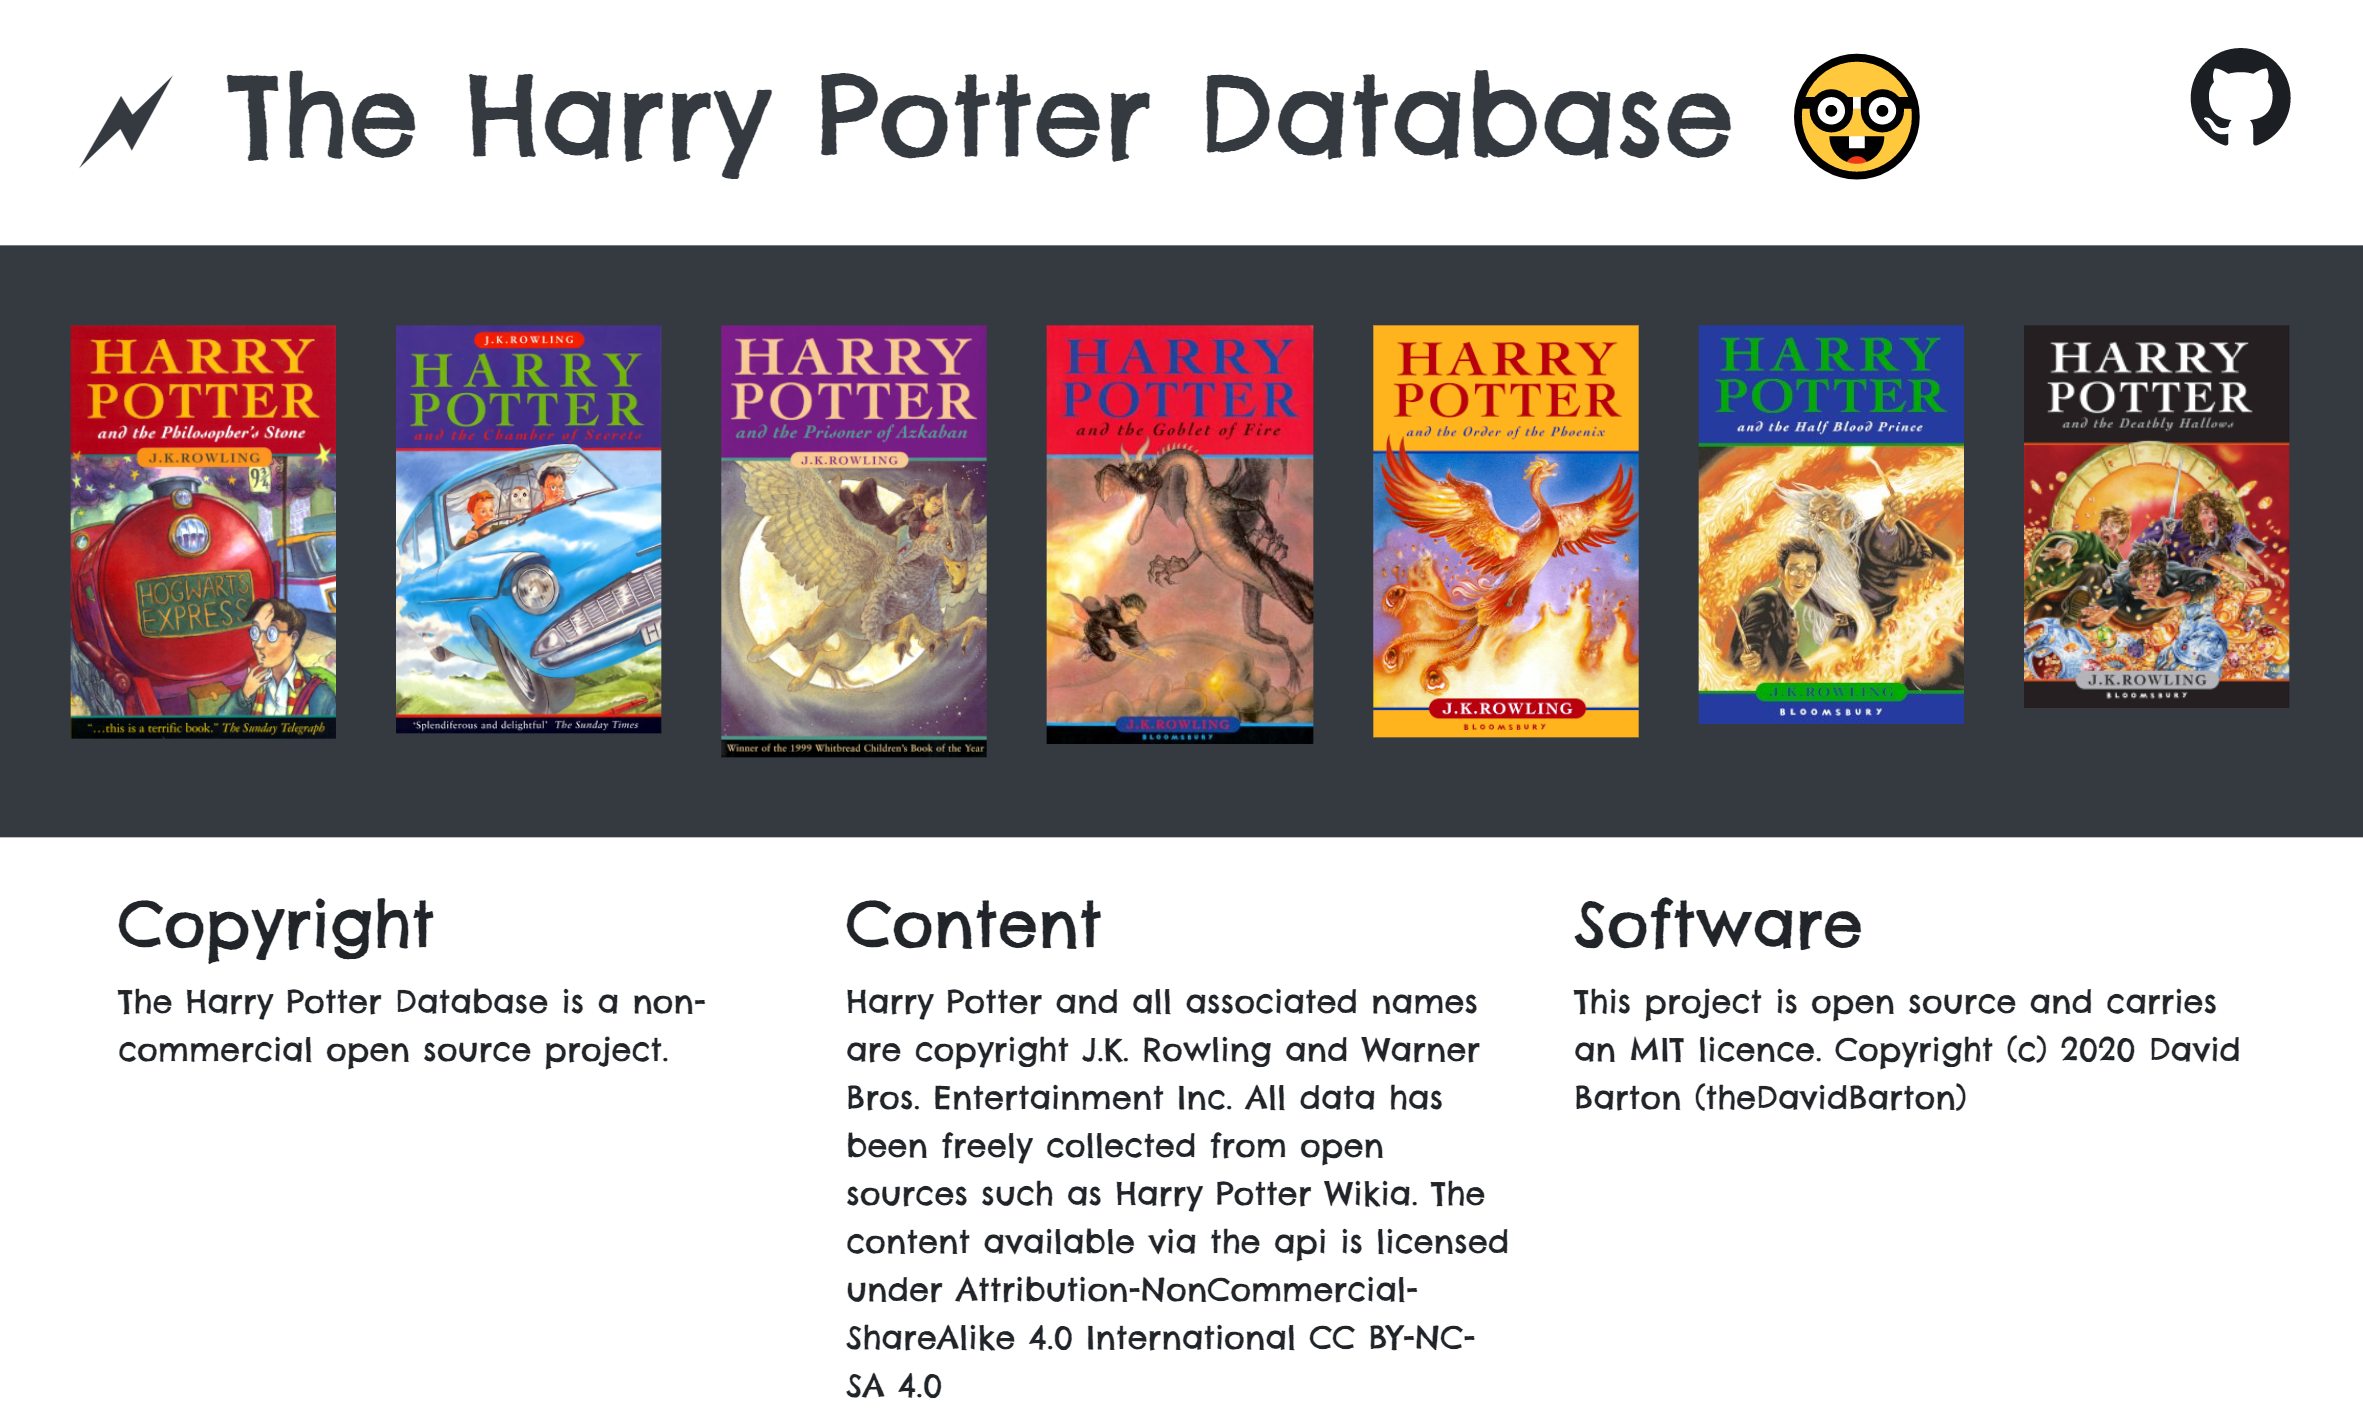 The Harry Potter Database
HARRY
POTTER
and the Philosopher's Stone
J.K.ROWLING
9¾
HOGWARTS
EXPRESS
"...this is a terrific book." The Sunday Telegraph
J.K.ROWLING
HARRY
POTTER
and the Chamber of Secrets
'Splendiferous and delightful' The Sunday Times
HARRY
POTTER
and the Prisoner of Azkaban
J.K.ROWLING
Winner of the 1999 Whitbread Children's Book of the Year
HARRY
POTTER
and the Goblet of Fire
J.K.ROWLING
BLOOMSBURY
HARRY
POTTER
and the Order of the Phoenix
J.K.ROWLING
BLOOMSBURY
HARRY
POTTER
and the Half Blood Prince
J.K.ROWLING
BLOOMSBURY
HARRY
POTTER
and the Deathly Hallows
J.K.ROWLING
BLOOMSBURY
Copyright
The Harry Potter Database is a non-
commercial open source project.
Content
Harry Potter and all associated names
are copyright J.K. Rowling and Warner
Bros. Entertainment Inc. All data has
been freely collected from open
sources such as Harry Potter Wikia. The
content available via the api is licensed
under Attribution-NonCommercial-
ShareAlike 4.0 International CC BY-NC-
SA 4.0
Software
This project is open source and carries
an MIT licence. Copyright (c) 2020 David
Barton (theDavidBarton)